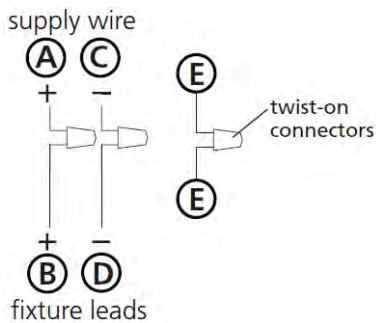 supply wire
A C
E
+ −
twist-on
connectors
E
+ −
B D
fixture leads